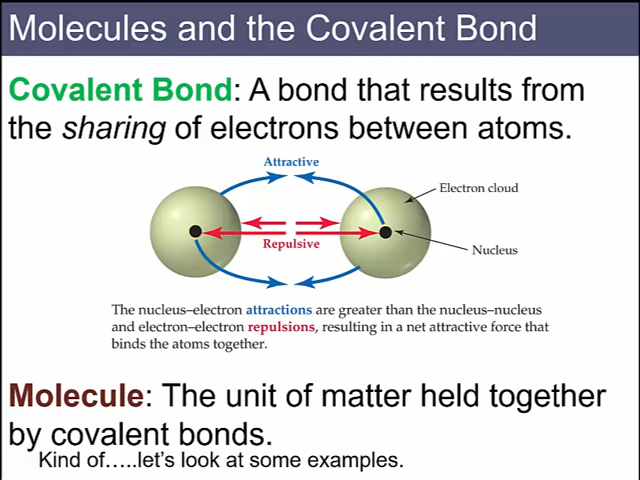 Molecules and the Covalent Bond
Covalent Bond: A bond that results from
the sharing of electrons between atoms.
Attractive
Electron cloud
Repulsive
Nucleus
The nucleus–electron attractions are greater than the nucleus–nucleus
and electron–electron repulsions, resulting in a net attractive force that
binds the atoms together.
Molecule: The unit of matter held together
by covalent bonds.
Kind of…..let's look at some examples.